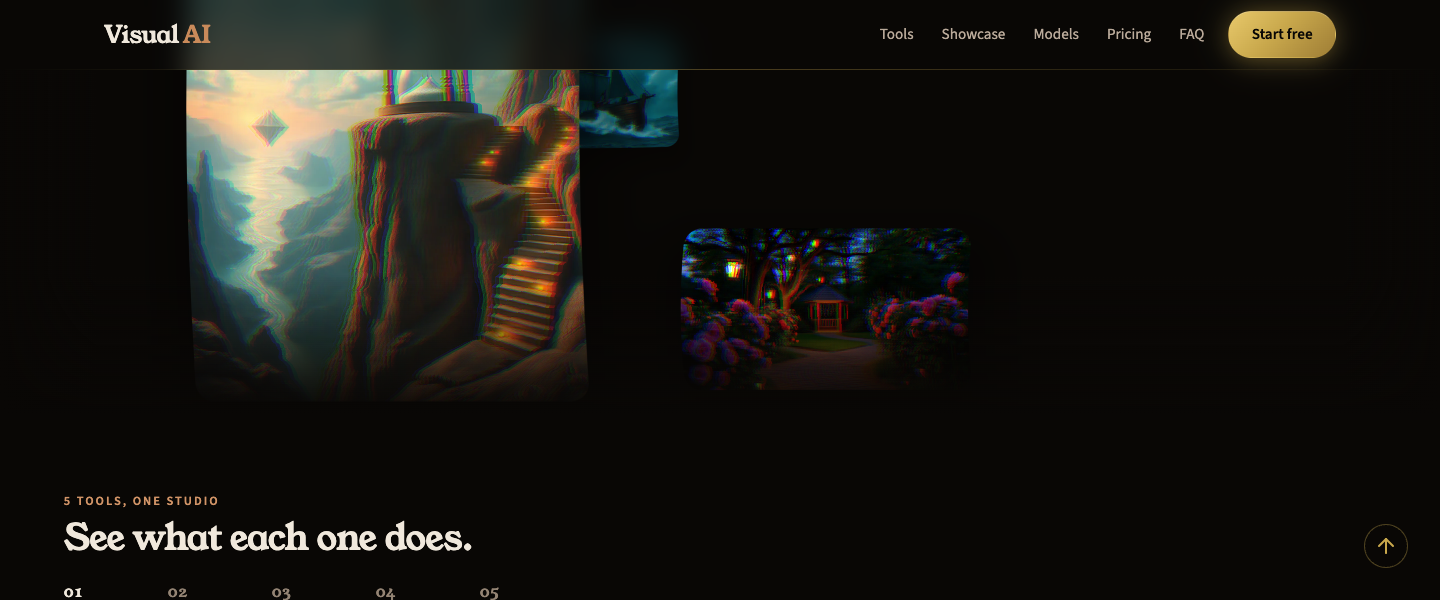 Visual AI
Tools
Showcase
Models
Pricing
FAQ
Start free
5 TOOLS, ONE STUDIO
See what each one does.
01
02
03
04
05